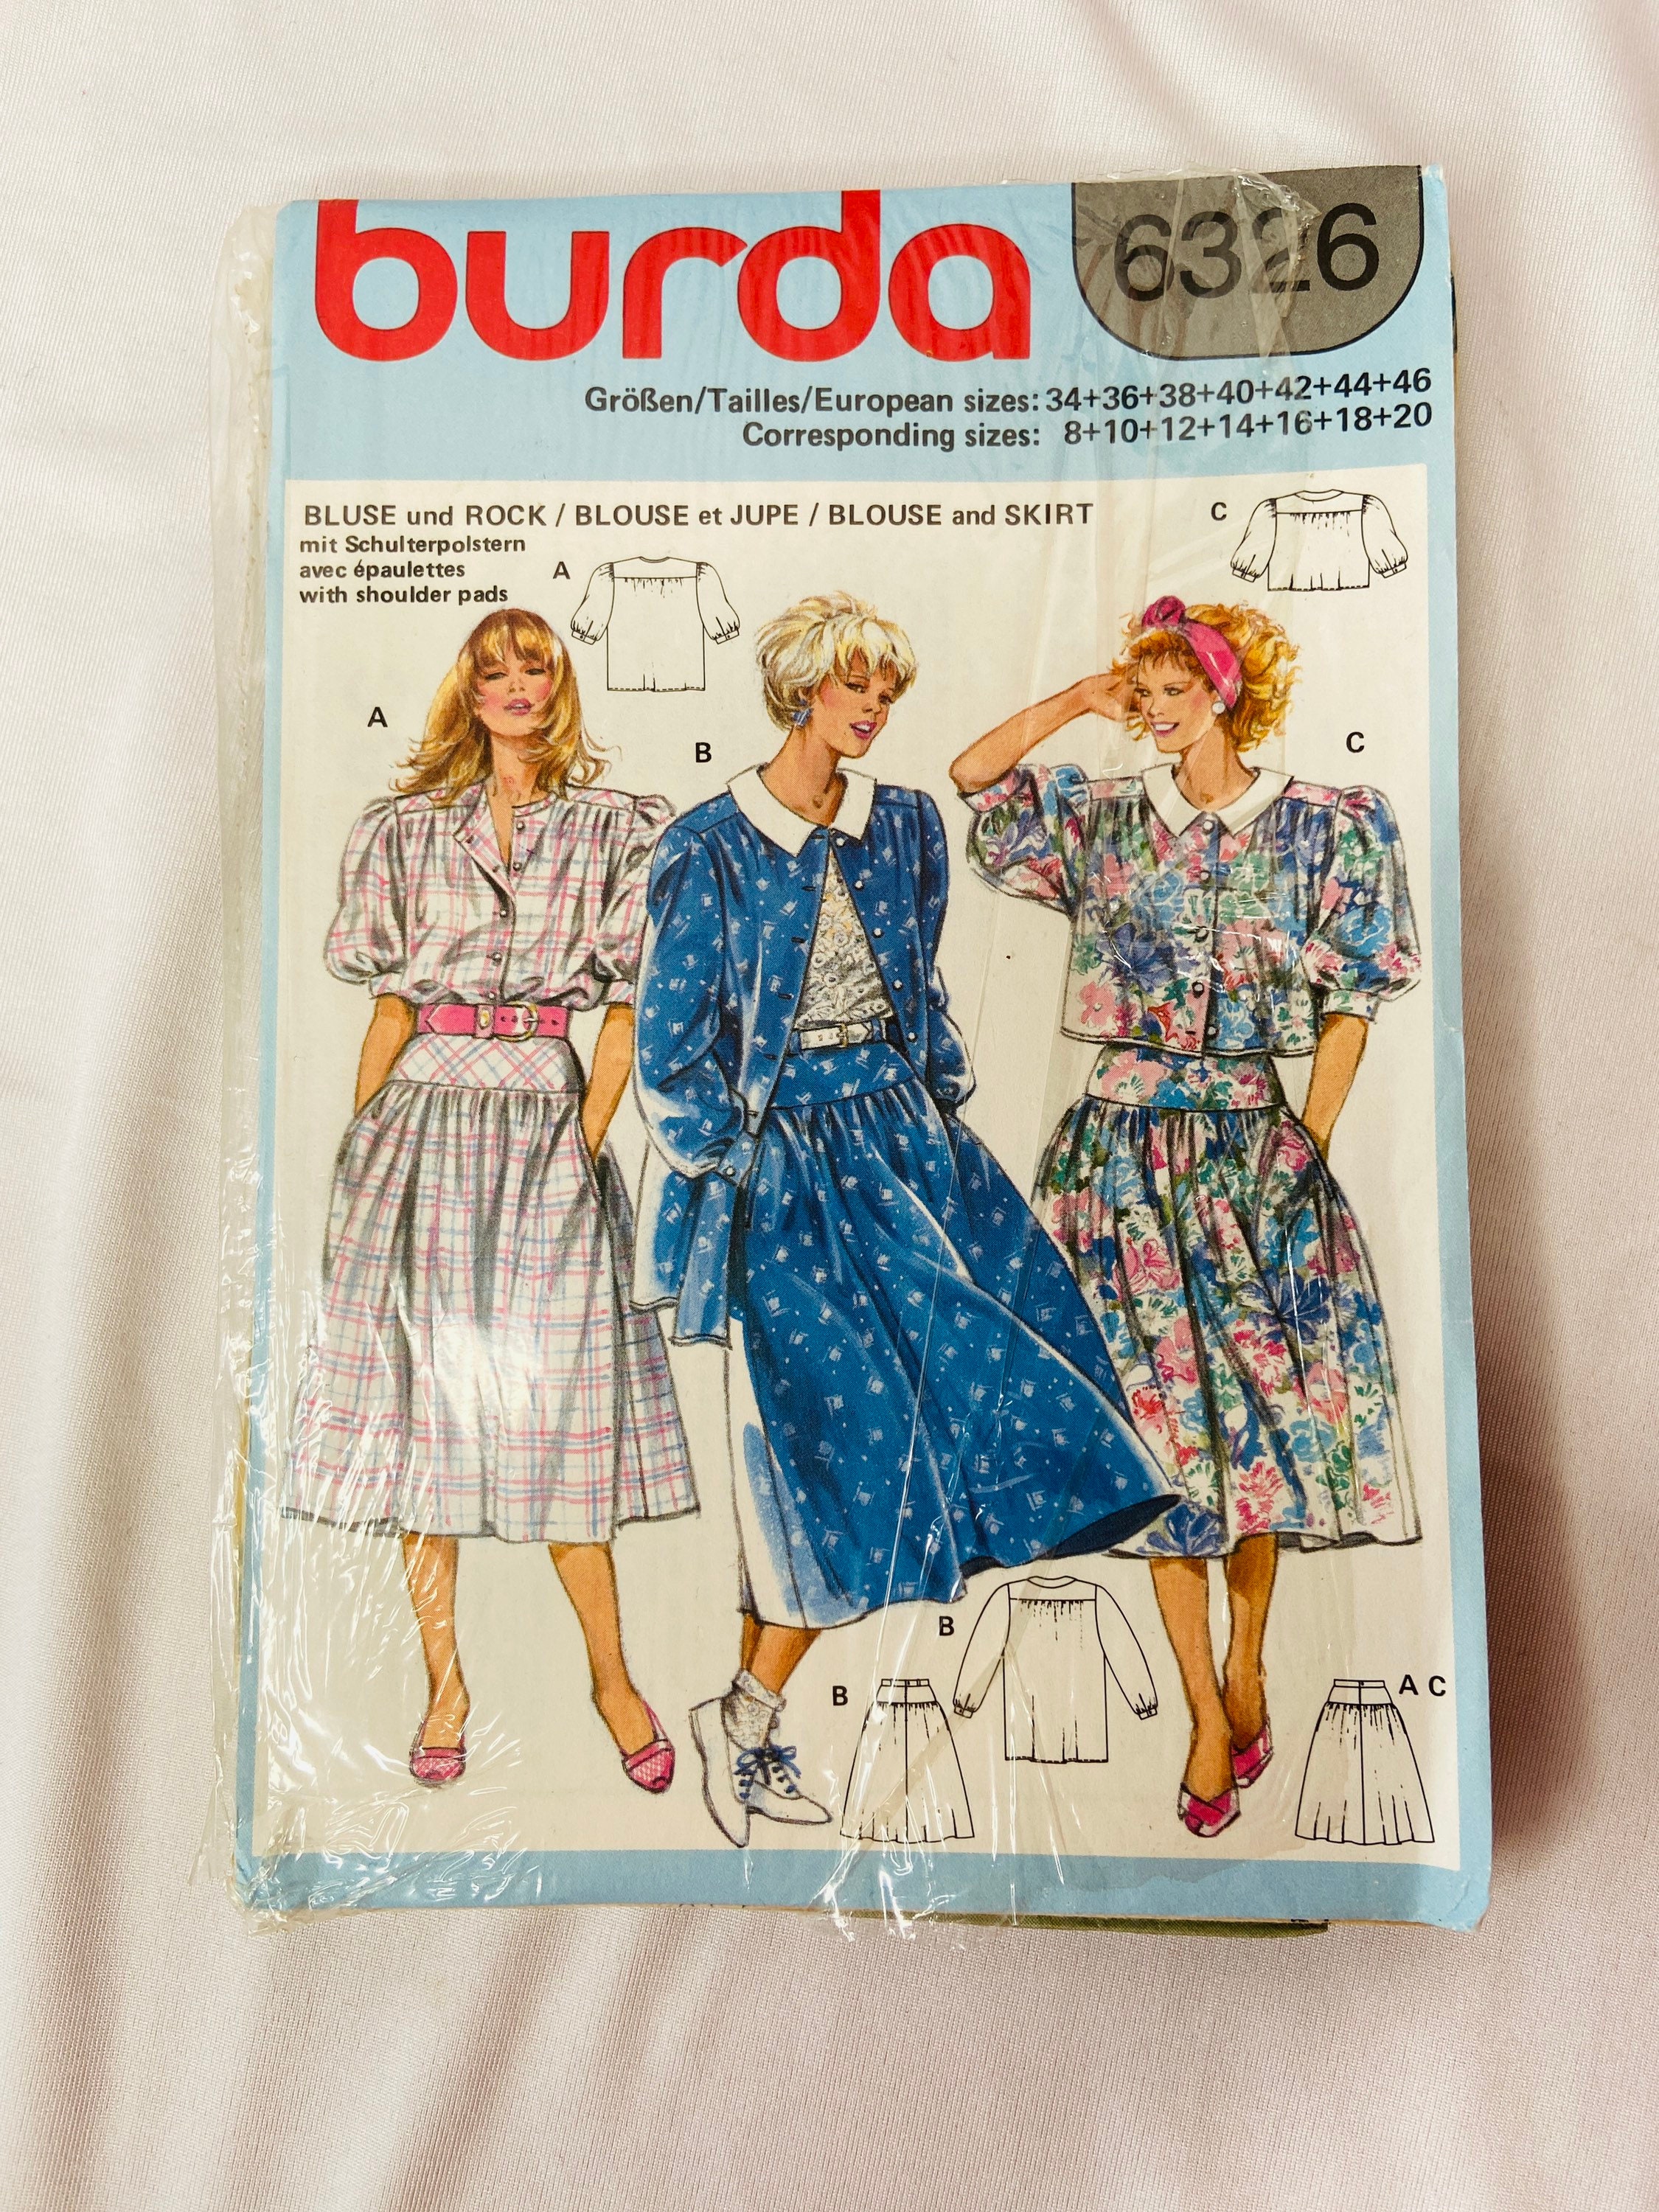 burda
6326
Größen/Tailles/European sizes: 34+36+38+40+42+44+46
Corresponding sizes: 8+10+12+14+16+18+20
BLUSE und ROCK / BLOUSE et JUPE / BLOUSE and SKIRT
mit Schulterpolstern
avec épaulettes
with shoulder pads
A
C
A
B
C
B
B
A C